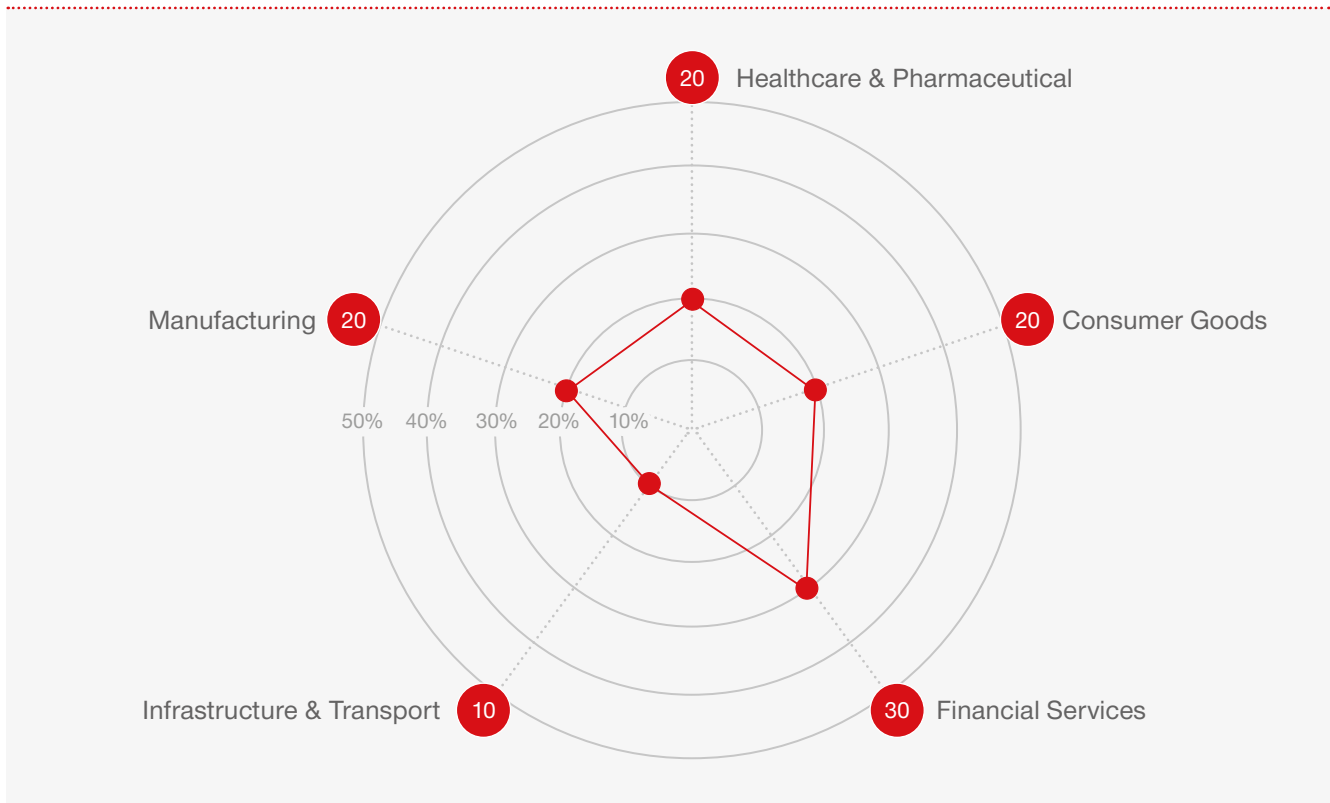 20 Healthcare & Pharmaceutical
Manufacturing 20
20 Consumer Goods
50% 40% 30% 20% 10%
Infrastructure & Transport 10
30 Financial Services